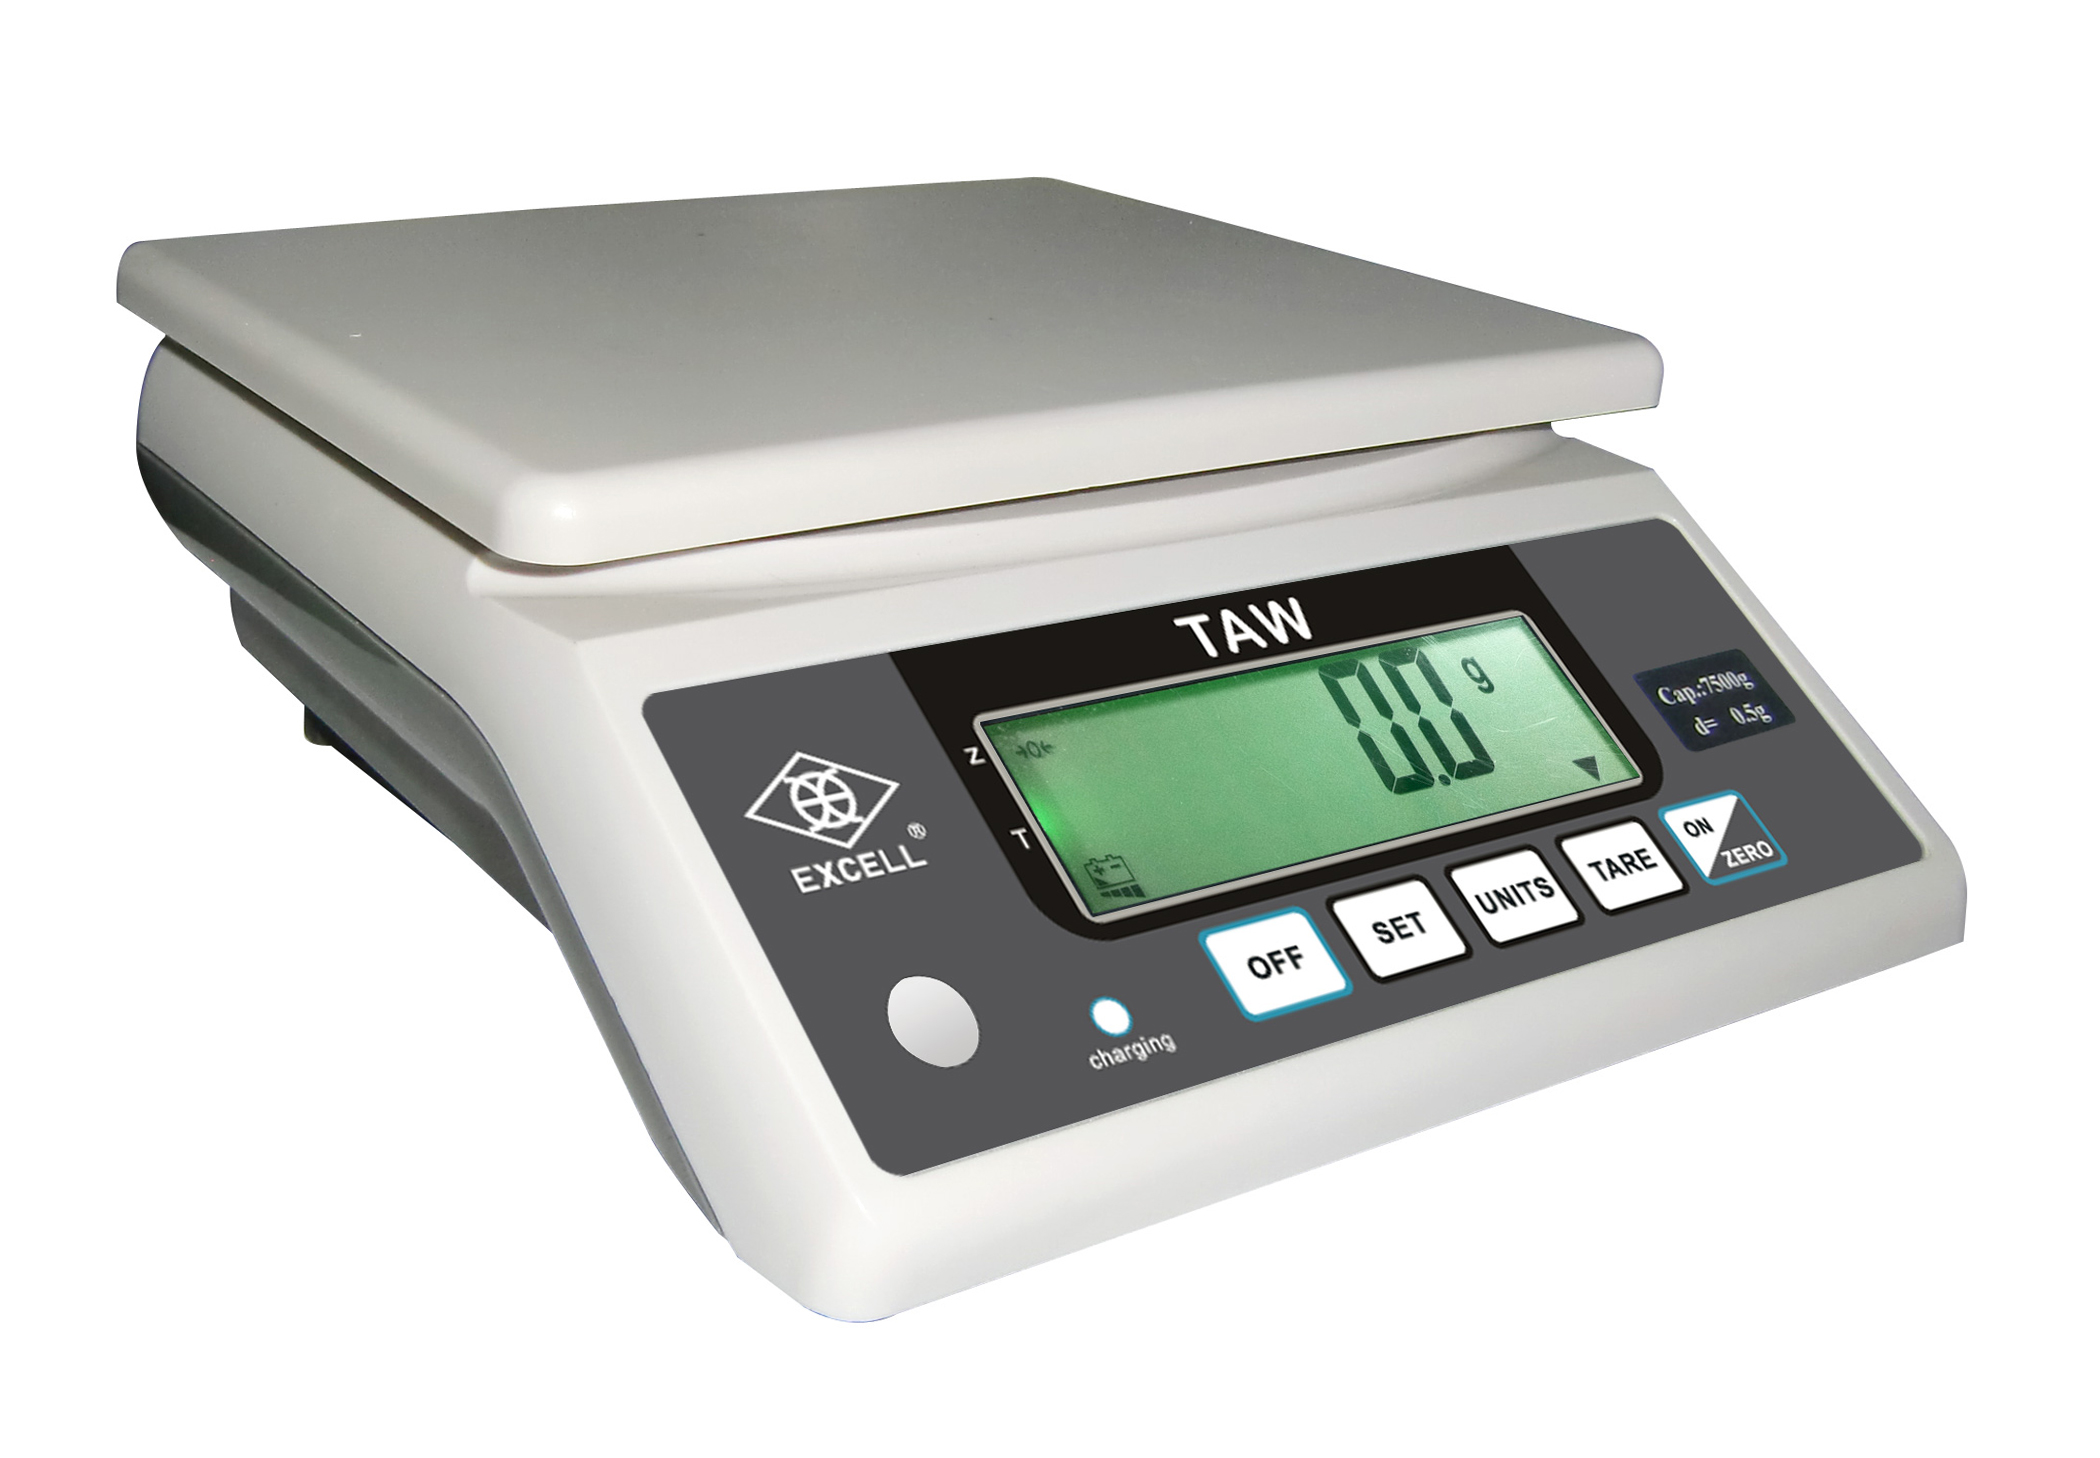 TAW
Z
T
0.0 g
Cap.:7500g
d= 0.5g
EXCELL®
OFF
SET
UNITS
TARE
ON
ZERO
charging